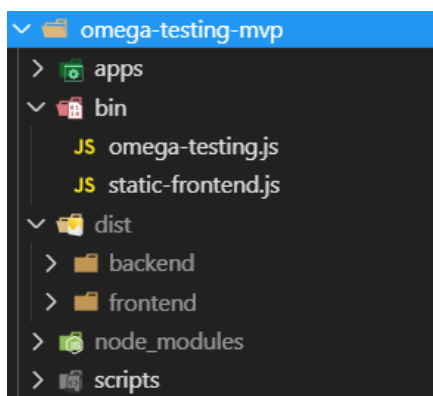 omega-testing-mvp
apps
bin
JS omega-testing.js
JS static-frontend.js
dist
backend
frontend
node_modules
scripts